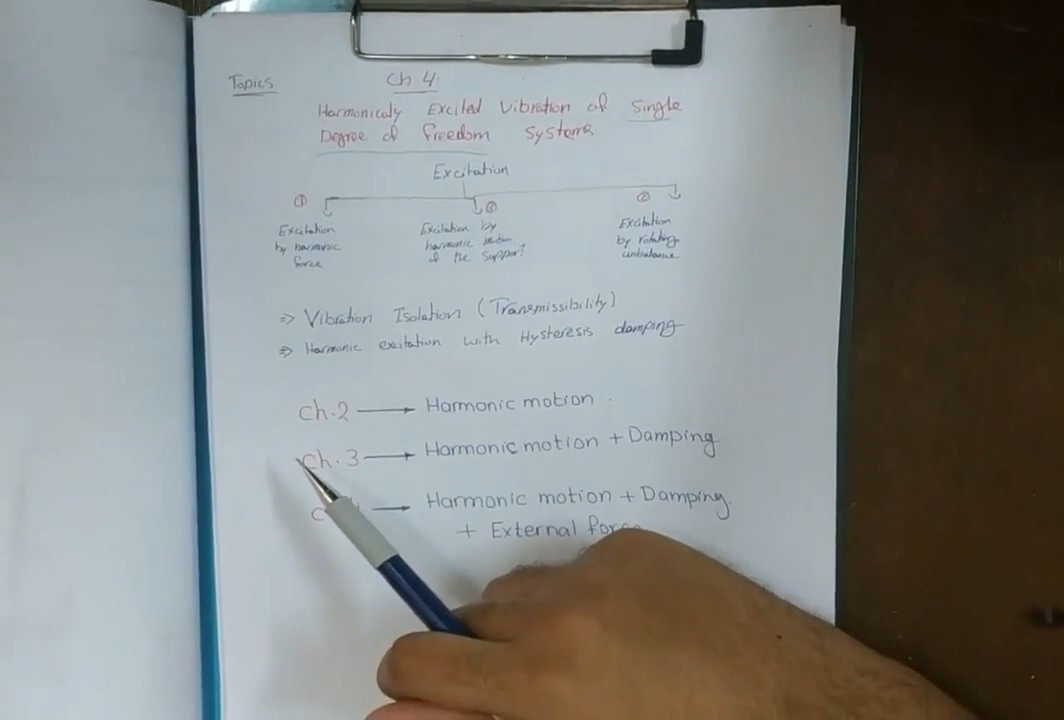 Topics
Ch 4.
Harmonicaly Excited Vibration of Single
Degree of Freedom Systems
Excitation
①
Excitation
by harmonic
force
②
Excitation by
harmonic motion
of the support
Excitation
by rotating
unbalance
⇒ Vibration Isolation (Transmissibility)
⇒ Harmonic excitation with Hysteresis damping
Ch.2 → Harmonic motion .
Ch.3 → Harmonic motion + Damping
→ Harmonic motion + Damping.
+ External force